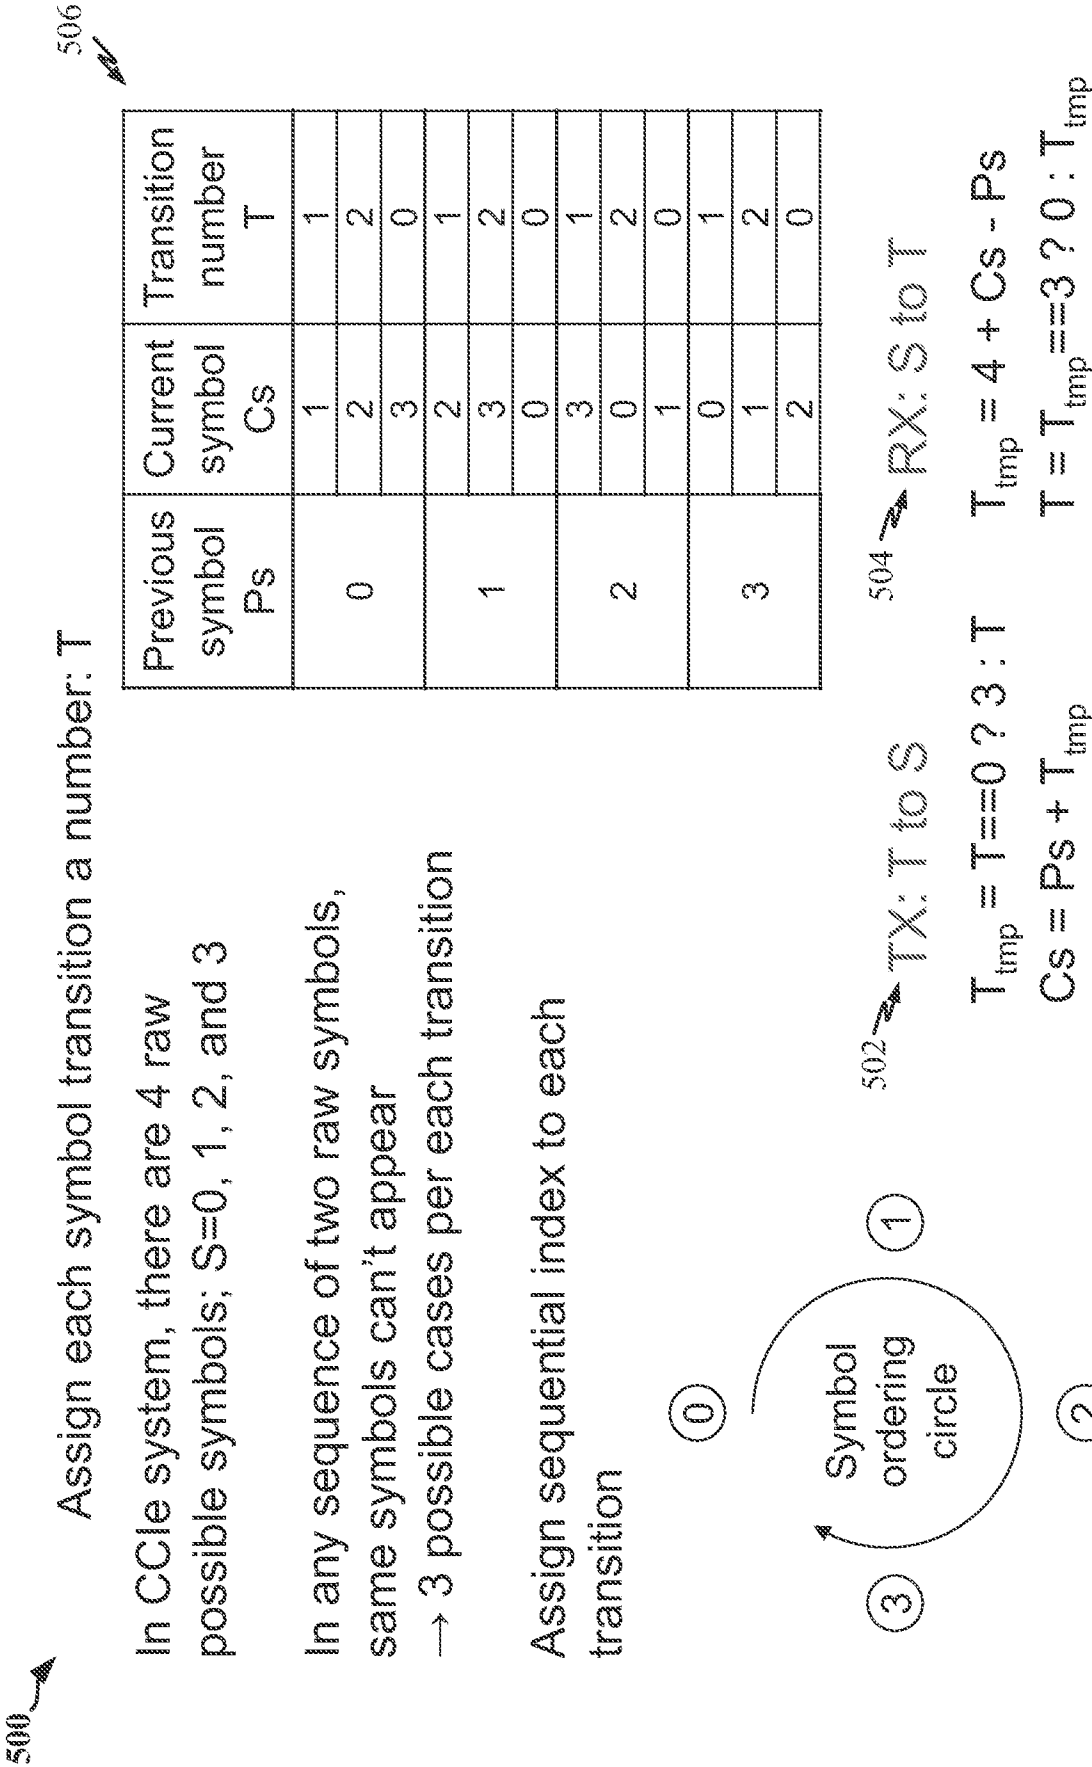 500
Assign each symbol transition a number: T
506
In CCIe system, there are 4 raw
possible symbols; S=0, 1, 2, and 3
In any sequence of two raw symbols,
same symbols can't appear
→ 3 possible cases per each transition
Assign sequential index to each
transition
Previous symbol Ps Current symbol Cs Transition number T
0 1 1
2 2
3 0
1 2 1
3 2
0 0
2 3 1
0 2
1 0
3 0 1
1 2
2 0
0
1
2
3
Symbol
ordering
circle
502
TX: T to S
Ttmp = T==0 ? 3 : T
Cs = Ps + Ttmp
504
RX: S to T
Ttmp = 4 + Cs - Ps
T = Ttmp ==3 ? 0 : Ttmp